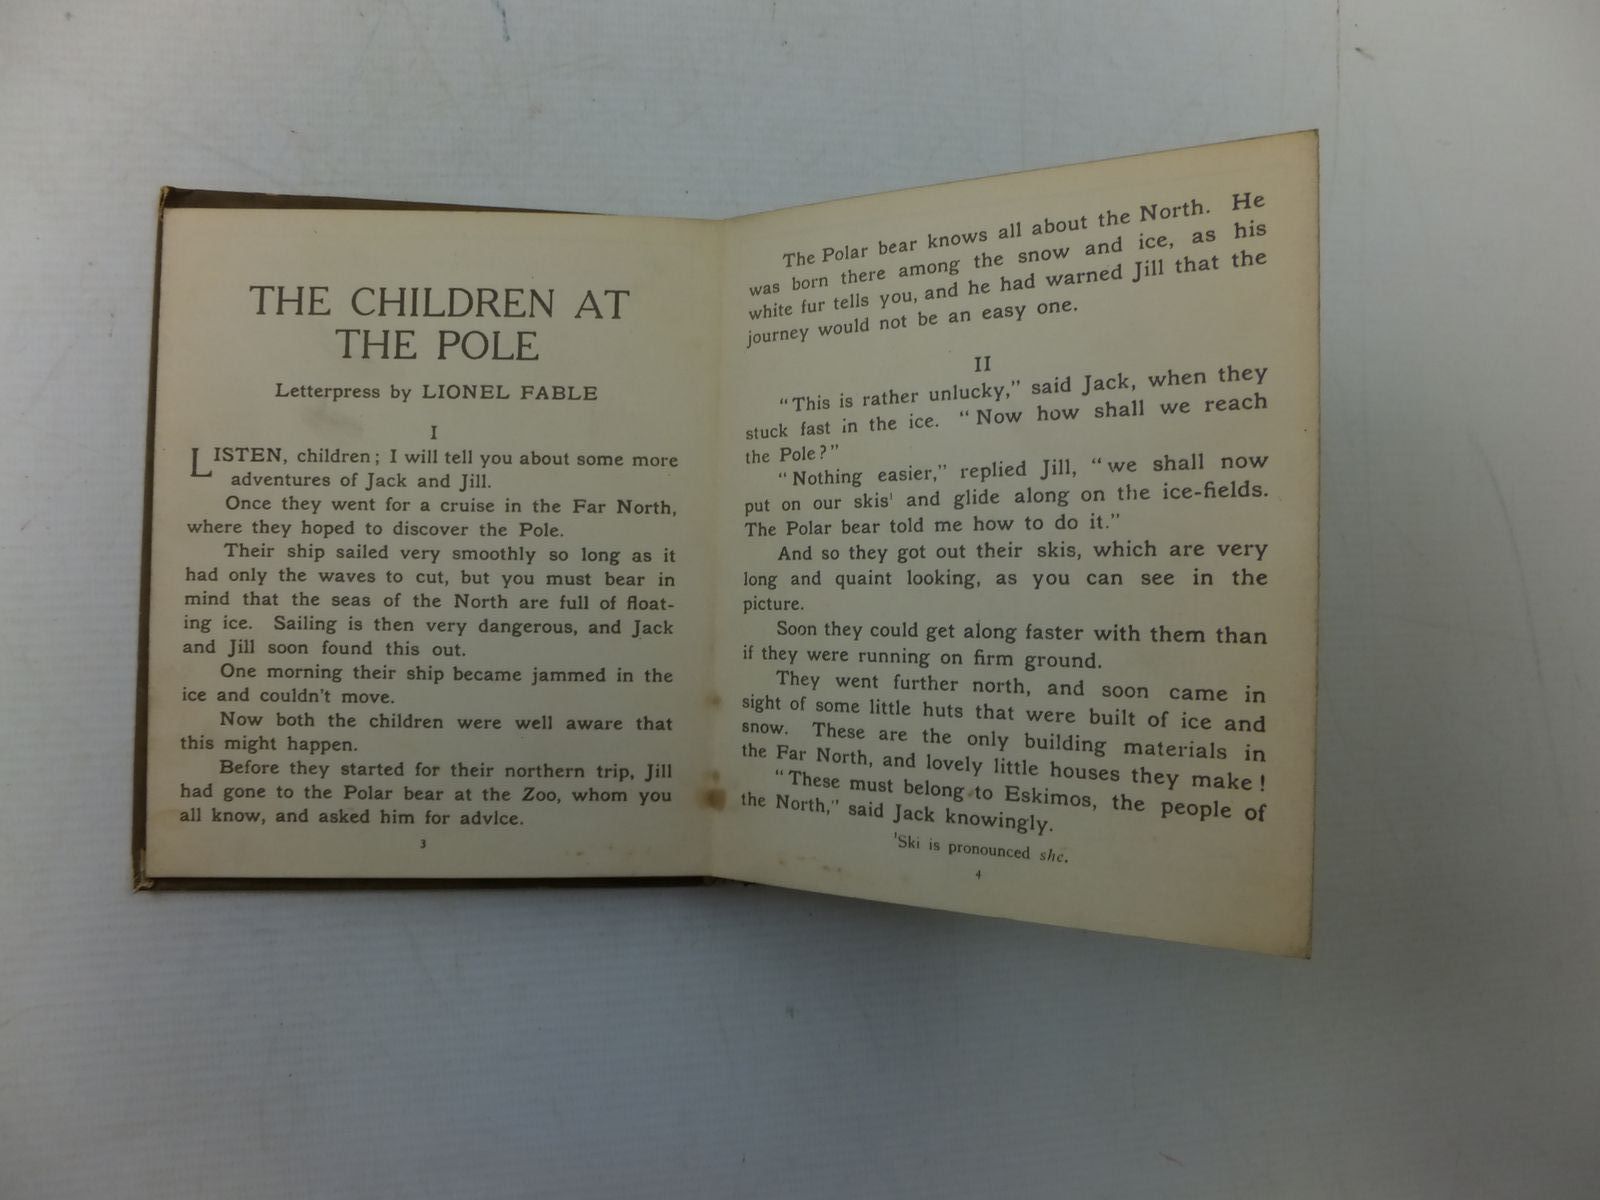 THE CHILDREN AT
THE POLE
Letterpress by LIONEL FABLE
I
LISTEN, children; I will tell you about some more
adventures of Jack and Jill.
Once they went for a cruise in the Far North,
where they hoped to discover the Pole.
Their ship sailed very smoothly so long as it
had only the waves to cut, but you must bear in
mind that the seas of the North are full of float-
ing ice. Sailing is then very dangerous, and Jack
and Jill soon found this out.
One morning their ship became jammed in the
ice and couldn't move.
Now both the children were well aware that
this might happen.
Before they started for their northern trip, Jill
had gone to the Polar bear at the Zoo, whom you
all know, and asked him for advice.
3
The Polar bear knows all about the North. He
was born there among the snow and ice, as his
white fur tells you, and he had warned Jill that the
journey would not be an easy one.
II
"This is rather unlucky," said Jack, when they
stuck fast in the ice. "Now how shall we reach
the Pole?"
"Nothing easier," replied Jill, "we shall now
put on our skis¹ and glide along on the ice-fields.
The Polar bear told me how to do it."
And so they got out their skis, which are very
long and quaint looking, as you can see in the
picture.
Soon they could get along faster with them than
if they were running on firm ground.
They went further north, and soon came in
sight of some little huts that were built of ice and
snow. These are the only building materials in
the Far North, and lovely little houses they make!
"These must belong to Eskimos, the people of
the North," said Jack knowingly.
¹Ski is pronounced she.
4